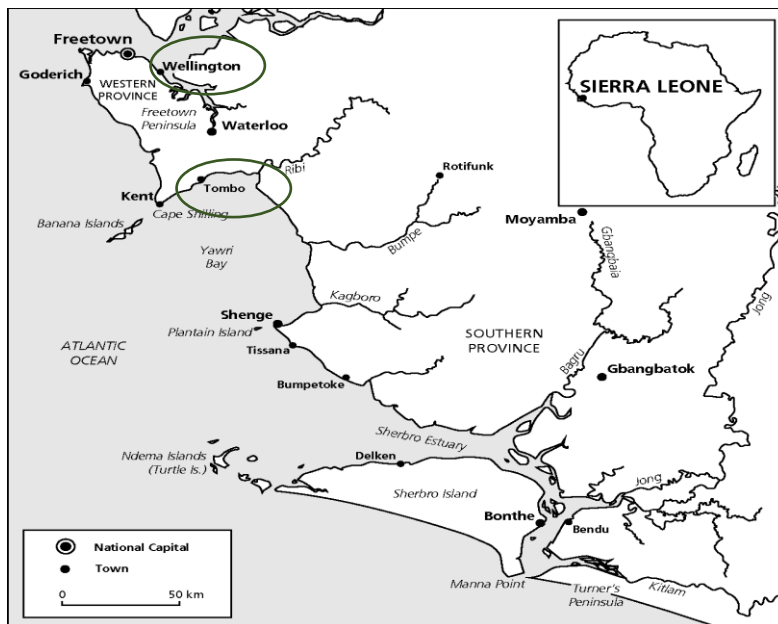 Freetown
Wellington
Goderich
WESTERN
PROVINCE
Freetown
Peninsula
Waterloo
SIERRA LEONE
Ribi
Rotifunk
Tombo
Kent
Cape Shilling
Banana Islands
Moyamba
Yawri
Bay
Bumpe
Gbangbaia
Jong
Kagboro
Shenge
Plantain Island
SOUTHERN
PROVINCE
ATLANTIC
OCEAN
Tissana
Bagru
Gbangbatok
Bumpetoke
Sherbro Estuary
Ndema Islands
(Turtle Is.)
Delken
Sherbro Island
Jong
Bonthe
Bendu
National Capital
Town
0
50 km
Manna Point
Turner's
Peninsula
Kitlam